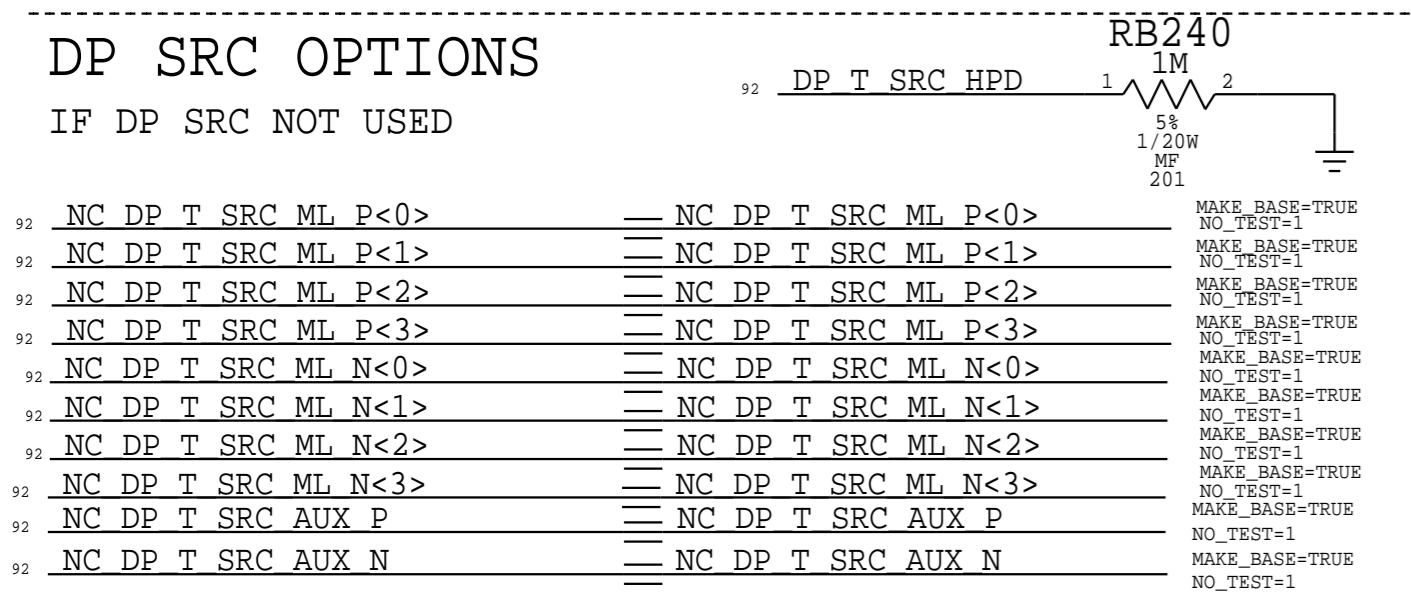 DP SRC OPTIONS
IF DP SRC NOT USED
92 DP_T_SRC_HPD
RB240
1M
1 2
5%
1/20W
MF
201
92 NC_DP_T_SRC_ML_P<0> NC_DP_T_SRC_ML_P<0> MAKE_BASE=TRUE
NO_TEST=1
92 NC_DP_T_SRC_ML_P<1> NC_DP_T_SRC_ML_P<1> MAKE_BASE=TRUE
NO_TEST=1
92 NC_DP_T_SRC_ML_P<2> NC_DP_T_SRC_ML_P<2> MAKE_BASE=TRUE
NO_TEST=1
92 NC_DP_T_SRC_ML_P<3> NC_DP_T_SRC_ML_P<3> MAKE_BASE=TRUE
NO_TEST=1
92 NC_DP_T_SRC_ML_N<0> NC_DP_T_SRC_ML_N<0> MAKE_BASE=TRUE
NO_TEST=1
92 NC_DP_T_SRC_ML_N<1> NC_DP_T_SRC_ML_N<1> MAKE_BASE=TRUE
NO_TEST=1
92 NC_DP_T_SRC_ML_N<2> NC_DP_T_SRC_ML_N<2> MAKE_BASE=TRUE
NO_TEST=1
92 NC_DP_T_SRC_ML_N<3> NC_DP_T_SRC_ML_N<3> MAKE_BASE=TRUE
NO_TEST=1
92 NC_DP_T_SRC_AUX_P NC_DP_T_SRC_AUX_P MAKE_BASE=TRUE
NO_TEST=1
92 NC_DP_T_SRC_AUX_N NC_DP_T_SRC_AUX_N MAKE_BASE=TRUE
NO_TEST=1